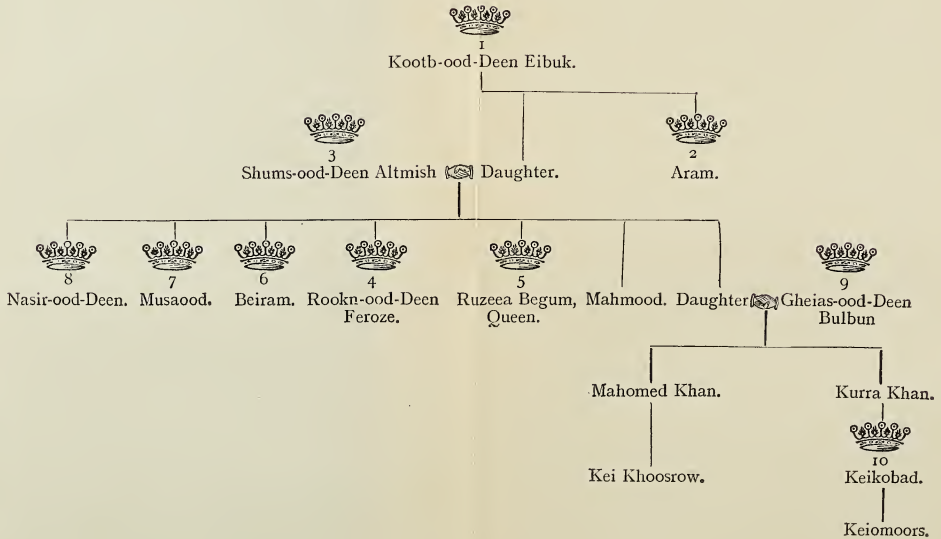 1
Kootb-ood-Deen Eibuk.
3
Shums-ood-Deen Altmish Daughter.
2
Aram.
8
Nasir-ood-Deen.
7
Musaood.
6
Beiram.
4
Rookn-ood-Deen
Feroze.
5
Ruzeea Begum,
Queen.
Mahmood.
Daughter
9
Gheias-ood-Deen
Bulbun
Mahomed Khan.
Kurra Khan.
Kei Khoosrow.
10
Keikobad.
Keiomoors.